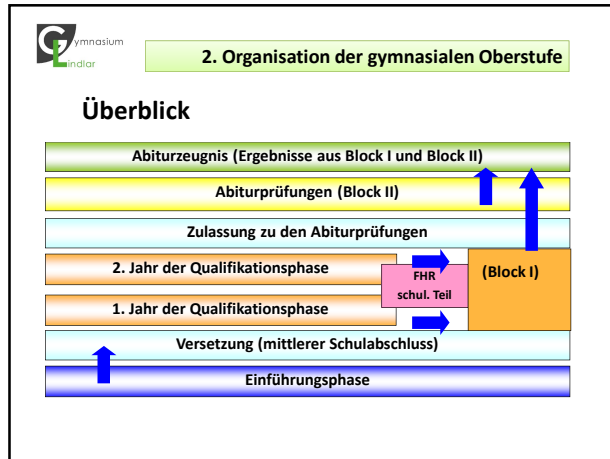 Gymnasium
Lindlar
2. Organisation der gymnasialen Oberstufe
Überblick
Abiturzeugnis (Ergebnisse aus Block I und Block II)
Abiturprüfungen (Block II)
Zulassung zu den Abiturprüfungen
2. Jahr der Qualifikationsphase
FHR
schul. Teil
(Block I)
1. Jahr der Qualifikationsphase
Versetzung (mittlerer Schulabschluss)
Einführungsphase